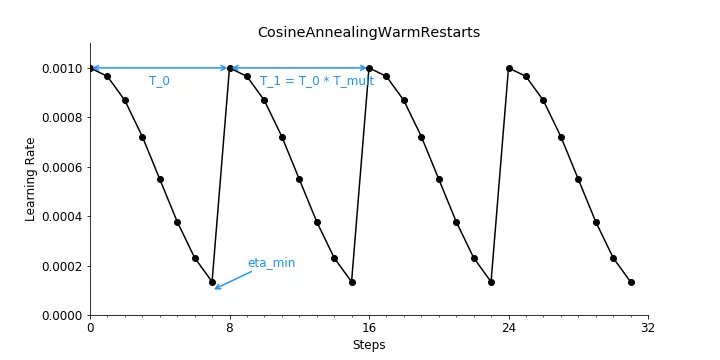 CosineAnnealingWarmRestarts
0.0010
T_0
T_1 = T_0 * T_mult
0.0008
0.0006
Learning Rate
0.0004
0.0002
eta_min
0.0000
0 8 16 24 32
Steps